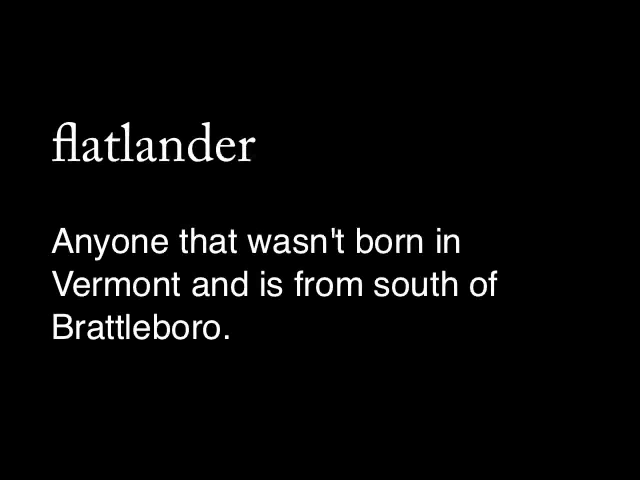 flatlander
Anyone that wasn't born in
Vermont and is from south of
Brattleboro.